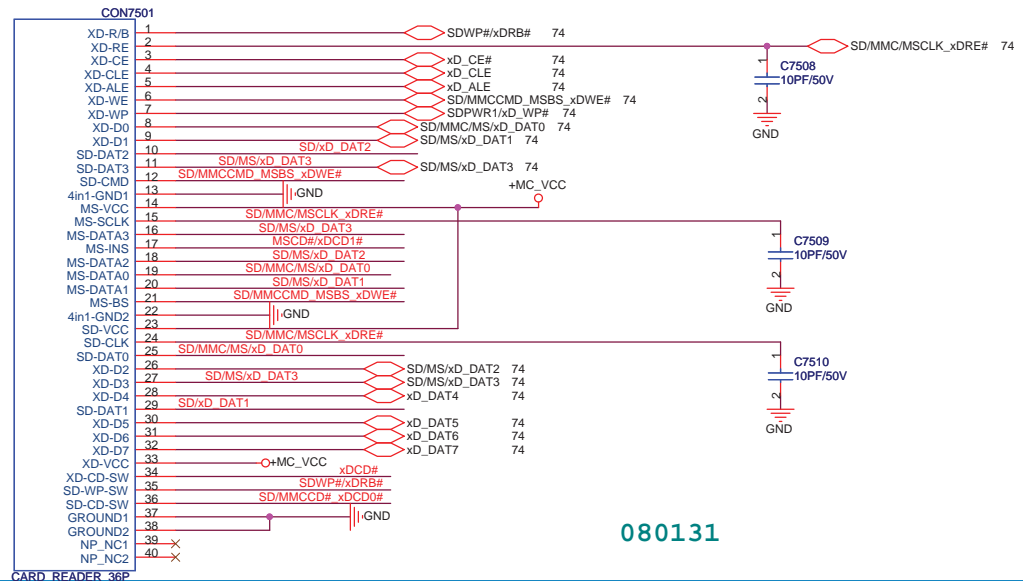 CON7501
XD-R/B 1 SDWP#/xDRB# 74
XD-RE 2 SD/MMC/MSCLK_xDRE# 74
XD-CE 3 xD_CE# 74
XD-CLE 4 xD_CLE 74
XD-ALE 5 xD_ALE 74
XD-WE 6 SD/MMCCMD_MSBS_xDWE# 74
XD-WP 7 SDPWR1/xD_WP# 74
XD-D0 8 SD/MMC/MS/xD_DAT0 74
XD-D1 9 SD/MS/xD_DAT1 74
SD-DAT2 10 SD/xD_DAT2
SD-DAT3 11 SD/MS/xD_DAT3 SD/MS/xD_DAT3 74
SD-CMD 12 SD/MMCCMD_MSBS_xDWE#
4in1-GND1 13 GND
MS-VCC 14 +MC_VCC
MS-SCLK 15 SD/MMC/MSCLK_xDRE#
MS-DATA3 16 SD/MS/xD_DAT3
MS-INS 17 MSCD#/xDCD1#
MS-DATA2 18 SD/MS/xD_DAT2
MS-DATA0 19 SD/MMC/MS/xD_DAT0
MS-DATA1 20 SD/MS/xD_DAT1
MS-BS 21 SD/MMCCMD_MSBS_xDWE#
4in1-GND2 22 GND
SD-VCC 23
SD-CLK 24 SD/MMC/MSCLK_xDRE#
SD-DAT0 25 SD/MMC/MS/xD_DAT0
XD-D2 26 SD/MS/xD_DAT2 74
XD-D3 27 SD/MS/xD_DAT3 SD/MS/xD_DAT3 74
XD-D4 28 xD_DAT4 74
SD-DAT1 29 SD/xD_DAT1
XD-D5 30 xD_DAT5 74
XD-D6 31 xD_DAT6 74
XD-D7 32 xD_DAT7 74
XD-VCC 33 +MC_VCC
XD-CD-SW 34 xDCD#
SD-WP-SW 35 SDWP#/xDRB#
SD-CD-SW 36 SD/MMCCD#_xDCD0#
GROUND1 37 GND
GROUND2 38
NP_NC1 39
NP_NC2 40
CARD_READER_36P
1
C7508
10PF/50V
2
GND
1
C7509
10PF/50V
2
GND
1
C7510
10PF/50V
2
GND
080131